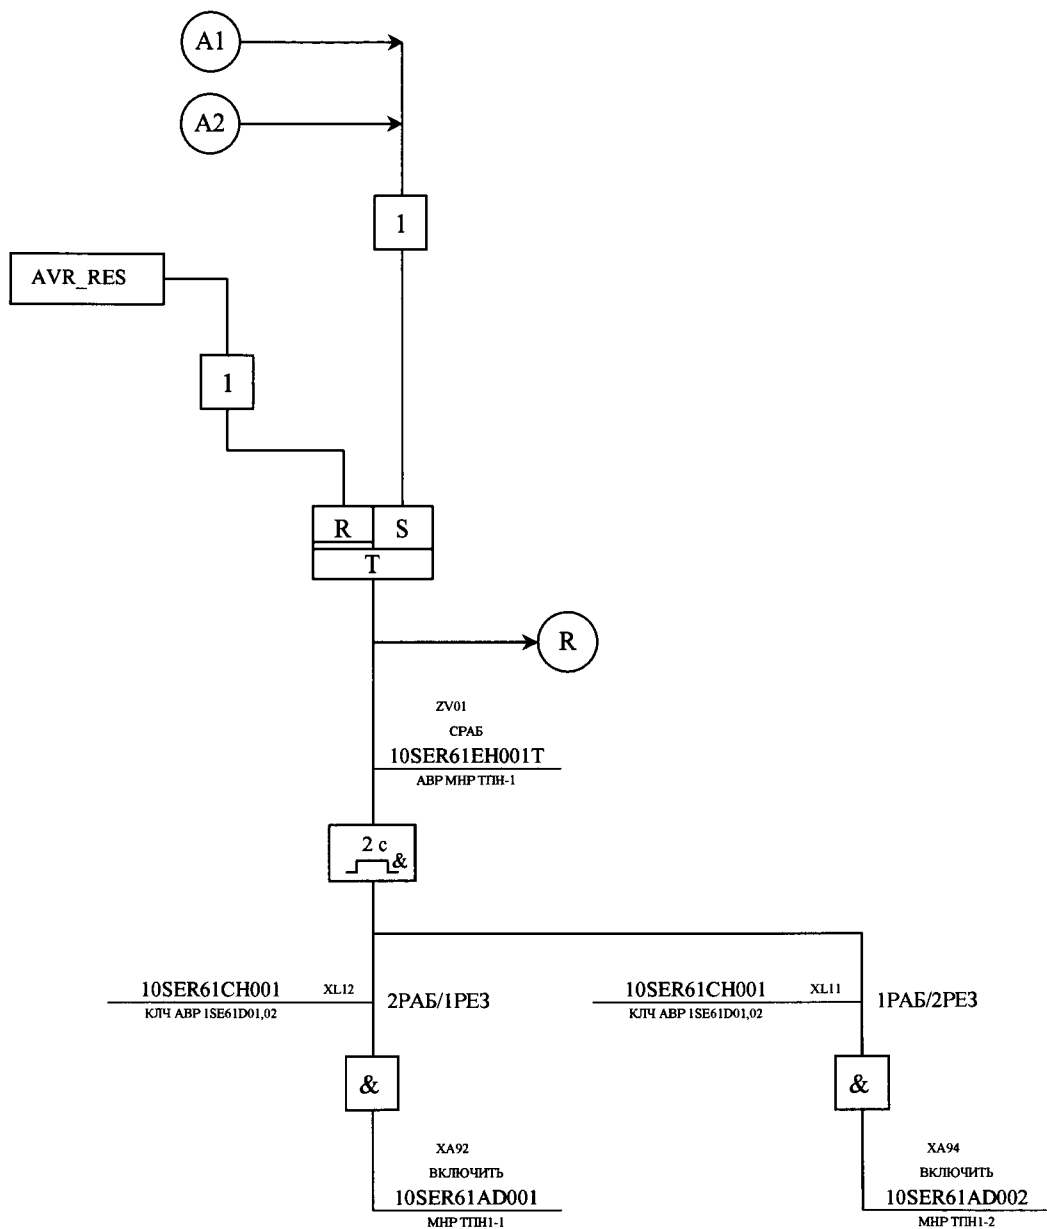 A1
A2
1
AVR_RES
1
R S
T
R
ZV01
СРАБ
10SER61EH001T
АВР МНР ТПН-1
2 с
&
10SER61CH001 XL12 2РАБ/1РЕЗ
КЛЧ АВР 1SE61D01,02
10SER61CH001 XL11 1РАБ/2РЕЗ
КЛЧ АВР 1SE61D01,02
&
&
XA92
ВКЛЮЧИТЬ
10SER61AD001
МНР ТПН1-1
XA94
ВКЛЮЧИТЬ
10SER61AD002
МНР ТПН1-2